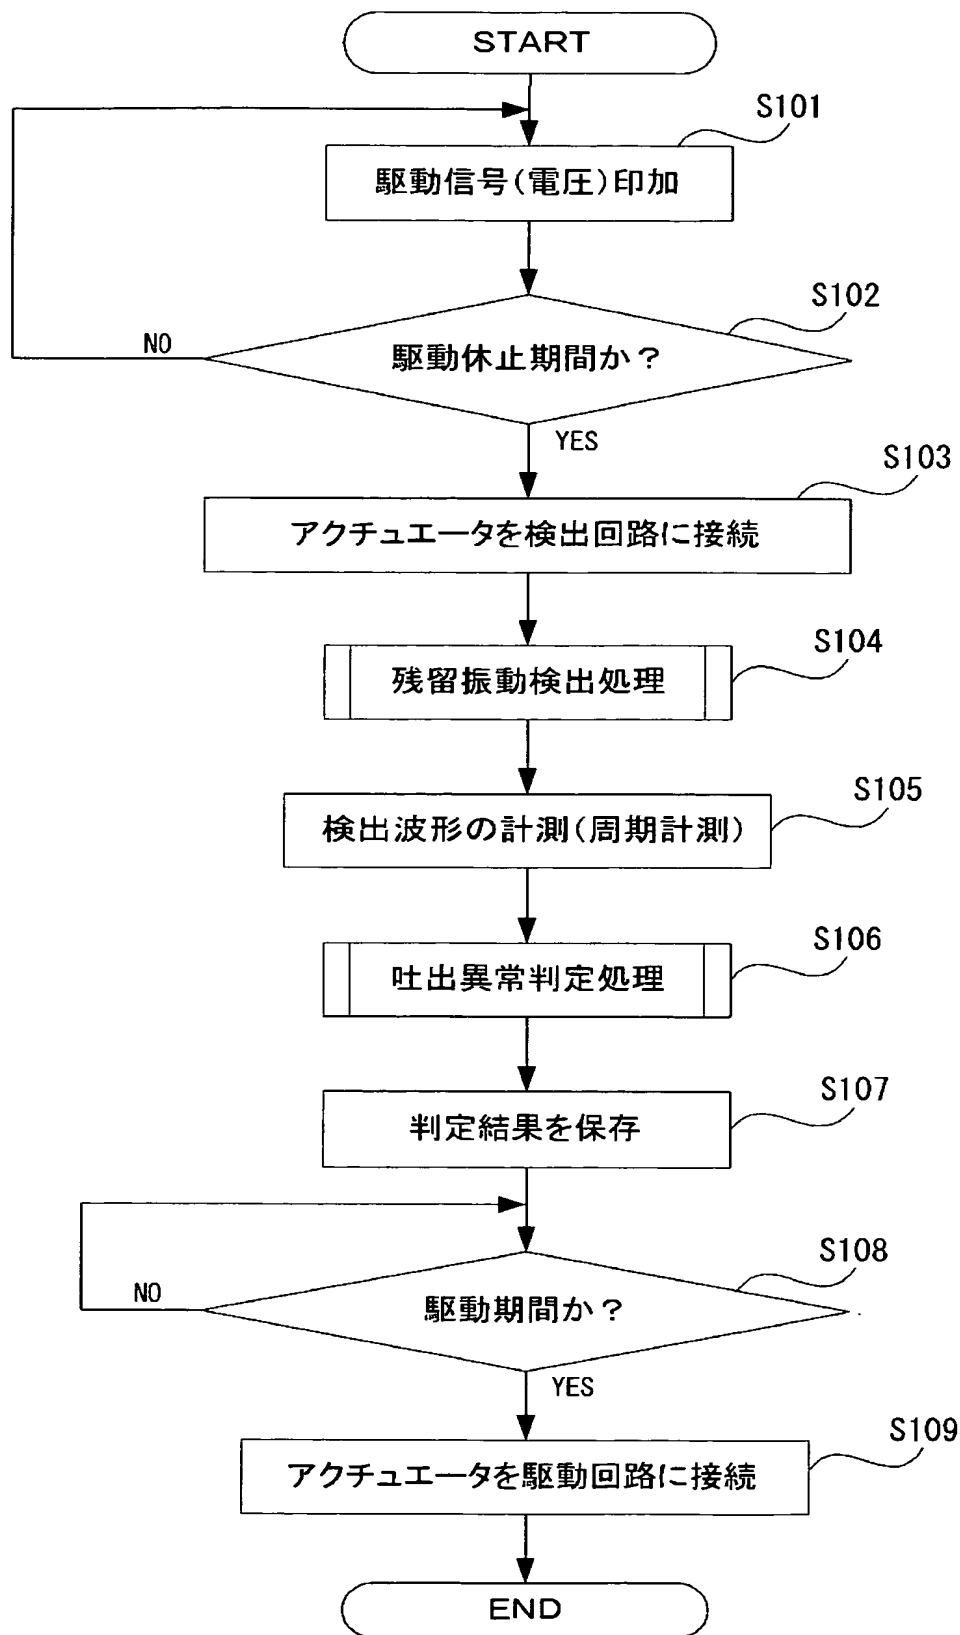 START
S101
駆動信号(電圧)印加
S102
駆動休止期間か?
NO
YES
S103
アクチュエータを検出回路に接続
S104
残留振動検出処理
S105
検出波形の計測(周期計測)
S106
吐出異常判定処理
S107
判定結果を保存
S108
駆動期間か?
NO
YES
S109
アクチュエータを駆動回路に接続
END